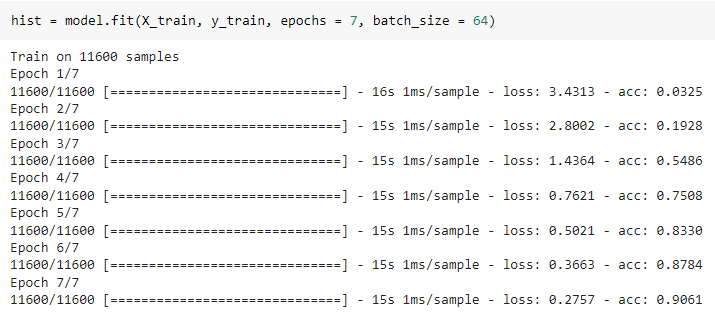 hist = model.fit(X_train, y_train, epochs = 7, batch_size = 64)
Train on 11600 samples
Epoch 1/7
11600/11600 [==============================] - 16s 1ms/sample - loss: 3.4313 - acc: 0.0325
Epoch 2/7
11600/11600 [==============================] - 15s 1ms/sample - loss: 2.8002 - acc: 0.1928
Epoch 3/7
11600/11600 [==============================] - 15s 1ms/sample - loss: 1.4364 - acc: 0.5486
Epoch 4/7
11600/11600 [==============================] - 15s 1ms/sample - loss: 0.7621 - acc: 0.7508
Epoch 5/7
11600/11600 [==============================] - 15s 1ms/sample - loss: 0.5021 - acc: 0.8330
Epoch 6/7
11600/11600 [==============================] - 15s 1ms/sample - loss: 0.3663 - acc: 0.8784
Epoch 7/7
11600/11600 [==============================] - 15s 1ms/sample - loss: 0.2757 - acc: 0.9061